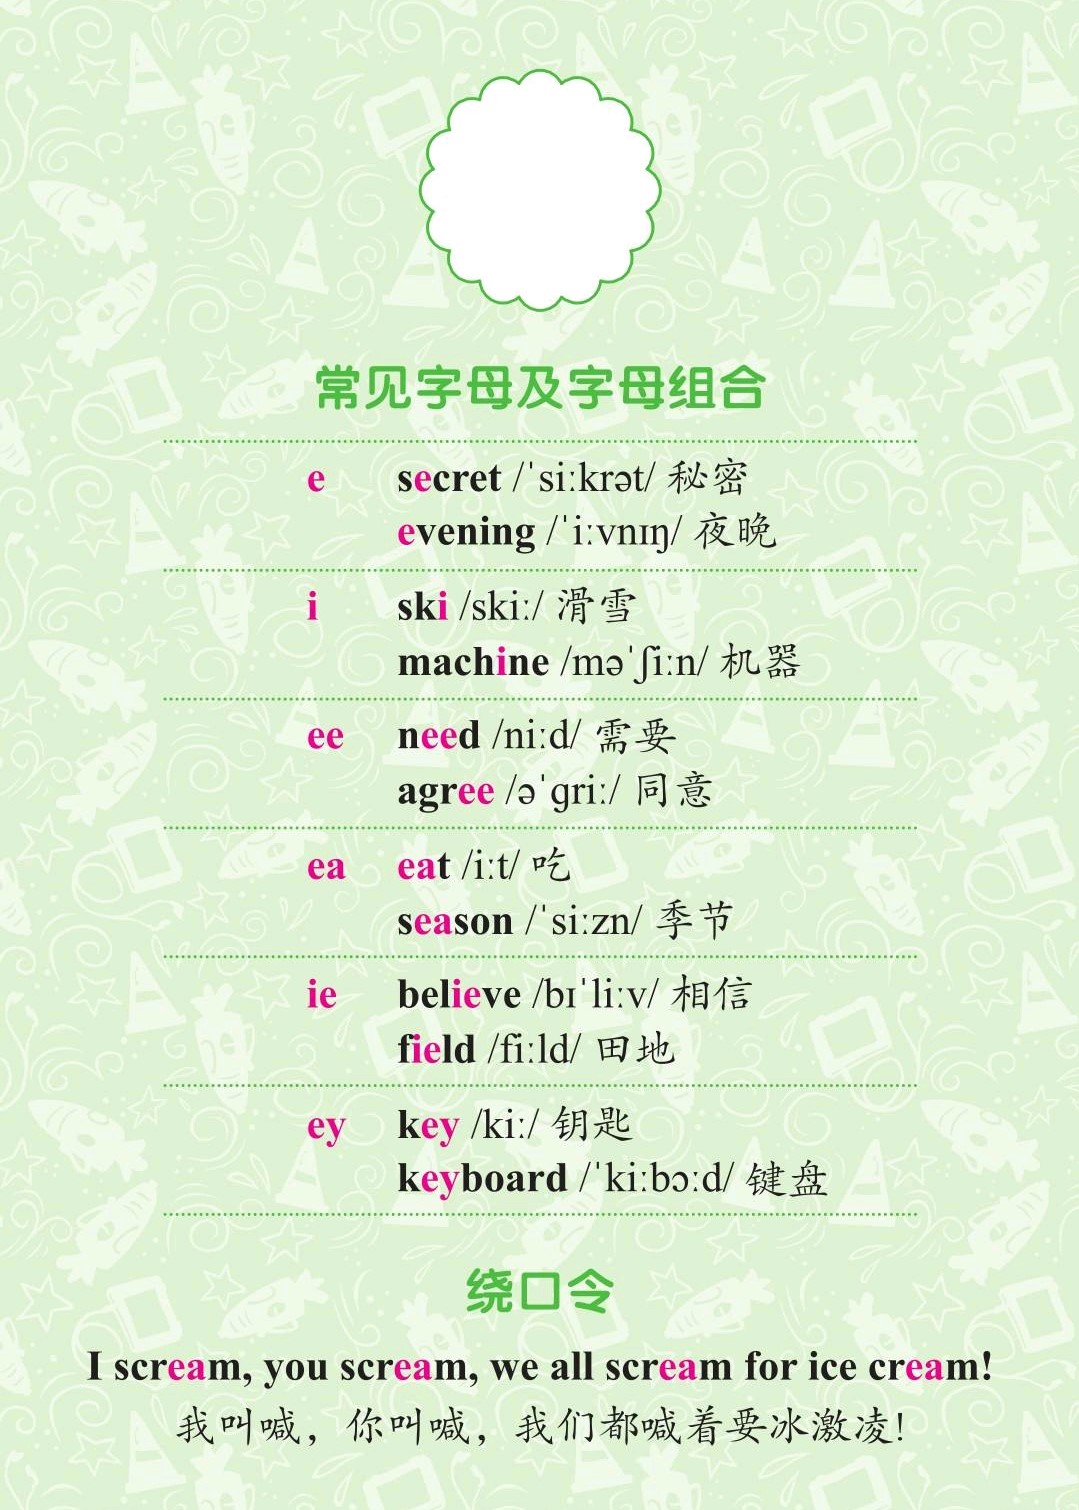 常见字母及字母组合
e secret /ˈsiːkrət/ 秘密
evening /ˈiːvnɪŋ/ 夜晚
i ski /skiː/ 滑雪
machine /məˈʃiːn/ 机器
ee need /niːd/ 需要
agree /əˈɡriː/ 同意
ea eat /iːt/ 吃
season /ˈsiːzn/ 季节
ie believe /bɪˈliːv/ 相信
field /fiːld/ 田地
ey key /kiː/ 钥匙
keyboard /ˈkiːbɔːd/ 键盘
绕口令
I scream, you scream, we all scream for ice cream!
我叫喊，你叫喊，我们都喊着要冰激凌!